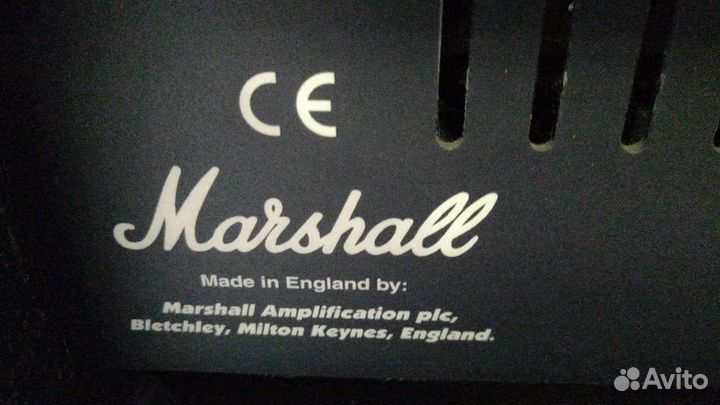 CE
Marshall
Made in England by:
Marshall Amplification plc,
Bletchley, Milton Keynes, England.
Avito